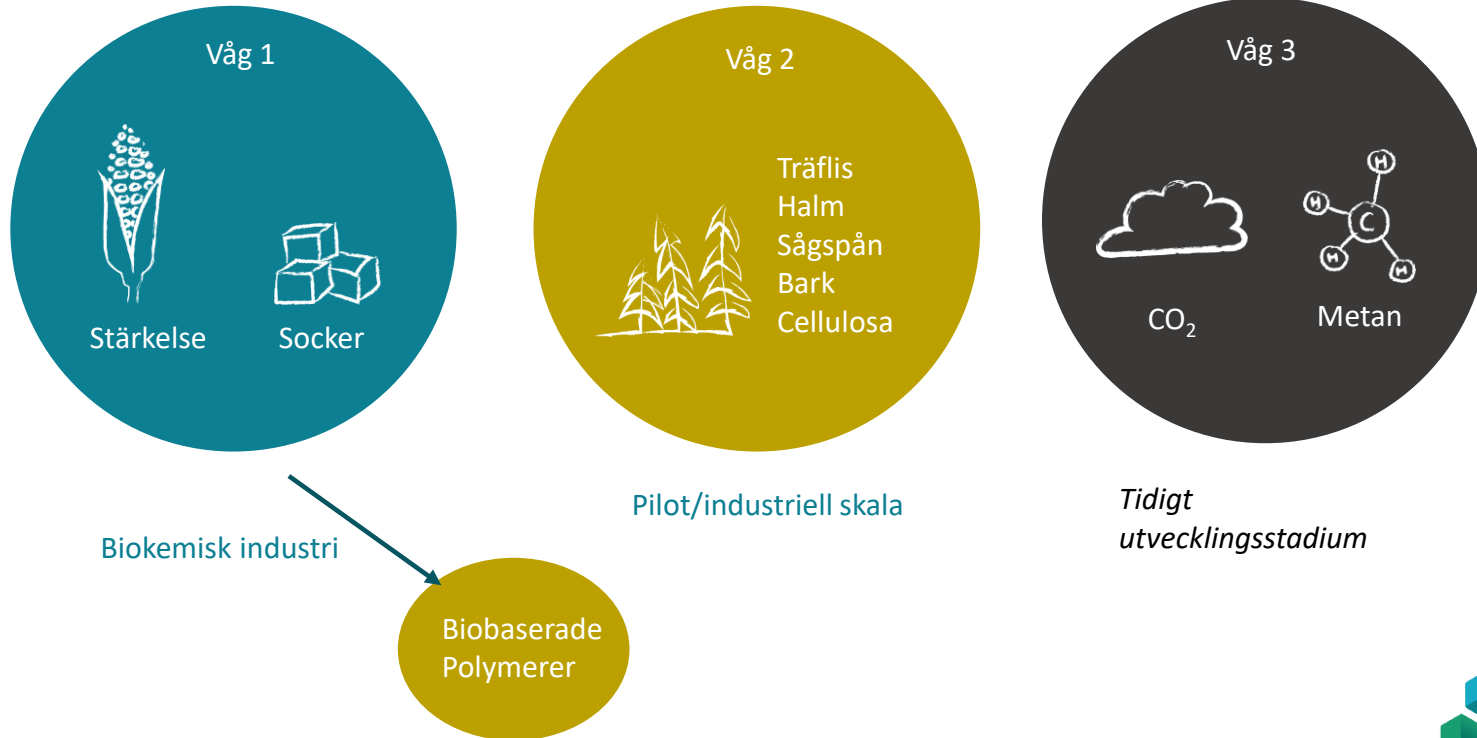 Våg 1
Stärkelse
Socker
Våg 2
Träflis
Halm
Sågspån
Bark
Cellulosa
Våg 3
H
H
C
H
H
CO₂
Metan
Biokemisk industri
Pilot/industriell skala
Tidigt
utvecklingsstadium
Biobaserade
Polymerer